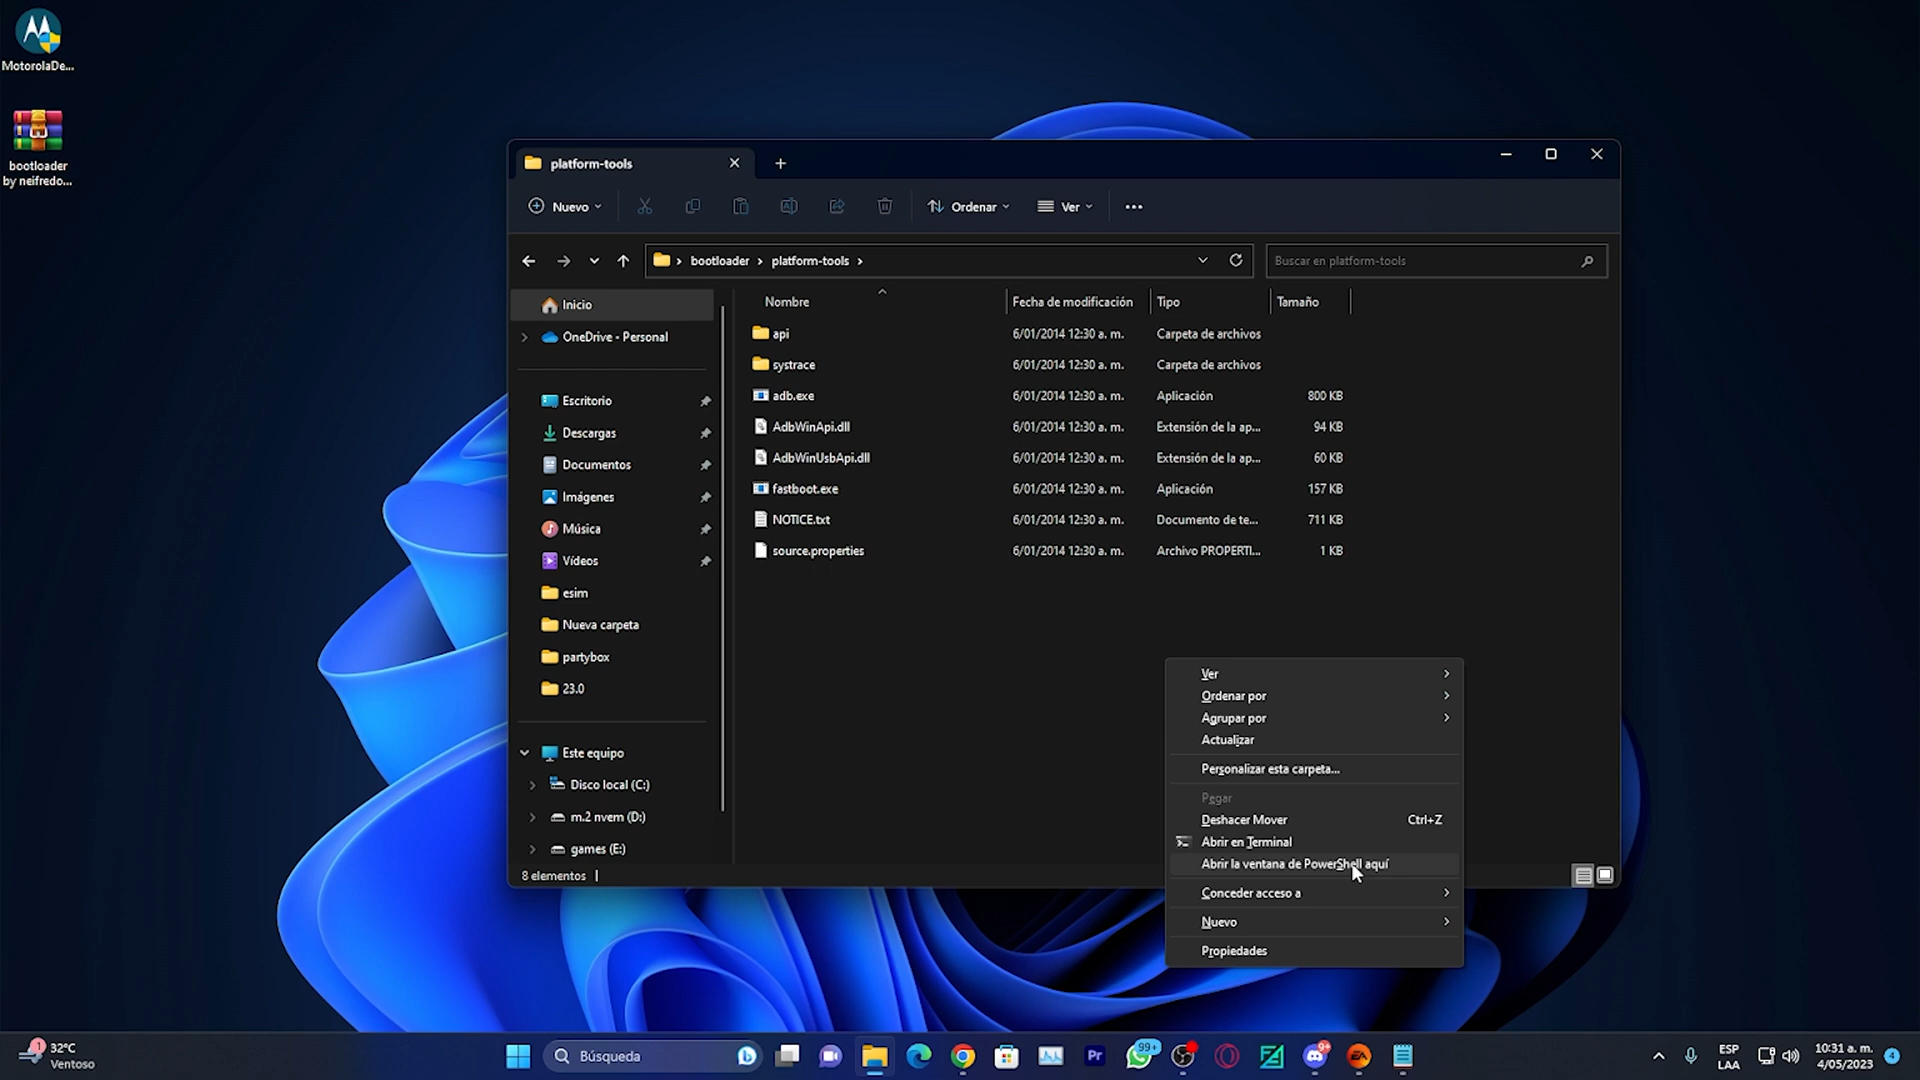 MotorolaDe...
bootloader
by neifredo...
platform-tools
Nuevo
Ordenar
Ver
bootloader
platform-tools
Buscar en platform-tools
Inicio
OneDrive - Personal
Escritorio
Descargas
Documentos
Imágenes
Música
Vídeos
esim
Nueva carpeta
partybox
23.0
Este equipo
Disco local (C:)
m.2 nvem (D:)
games (E:)
Nombre Fecha de modificación Tipo Tamaño
api 6/01/2014 12:30 a. m. Carpeta de archivos
systrace 6/01/2014 12:30 a. m. Carpeta de archivos
adb.exe 6/01/2014 12:30 a. m. Aplicación 800 KB
AdbWinApi.dll 6/01/2014 12:30 a. m. Extensión de la ap... 94 KB
AdbWinUsbApi.dll 6/01/2014 12:30 a. m. Extensión de la ap... 60 KB
fastboot.exe 6/01/2014 12:30 a. m. Aplicación 157 KB
NOTICE.txt 6/01/2014 12:30 a. m. Documento de te... 711 KB
source.properties 6/01/2014 12:30 a. m. Archivo PROPERTI... 1 KB
Ver
Ordenar por
Agrupar por
Actualizar
Personalizar esta carpeta...
Pegar
Deshacer Mover Ctrl+Z
Abrir en Terminal
Abrir la ventana de PowerShell aquí
Conceder acceso a
Nuevo
Propiedades
8 elementos
1
32°C
Ventoso
Búsqueda
Pr
99+
9+
EA
ESP
LAA
10:31 a. m.
4/05/2023
4